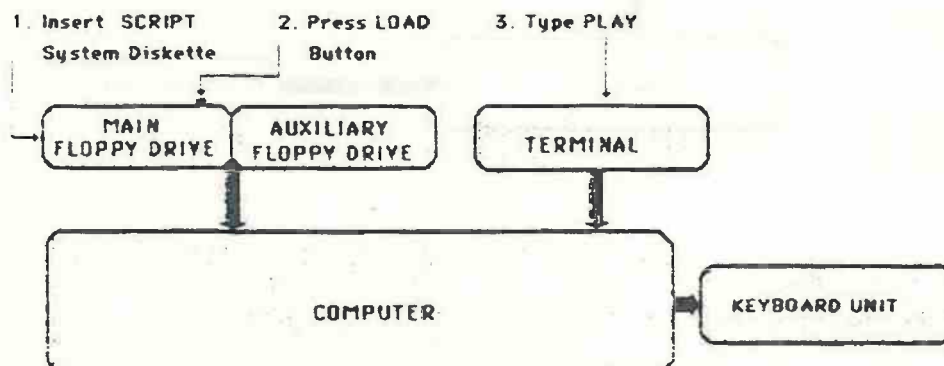 1. Insert SCRIPT
System Diskette
2. Press LOAD
Button
3. Type PLAY
MAIN
FLOPPY DRIVE
AUXILIARY
FLOPPY DRIVE
TERMINAL
COMPUTER
KEYBOARD UNIT